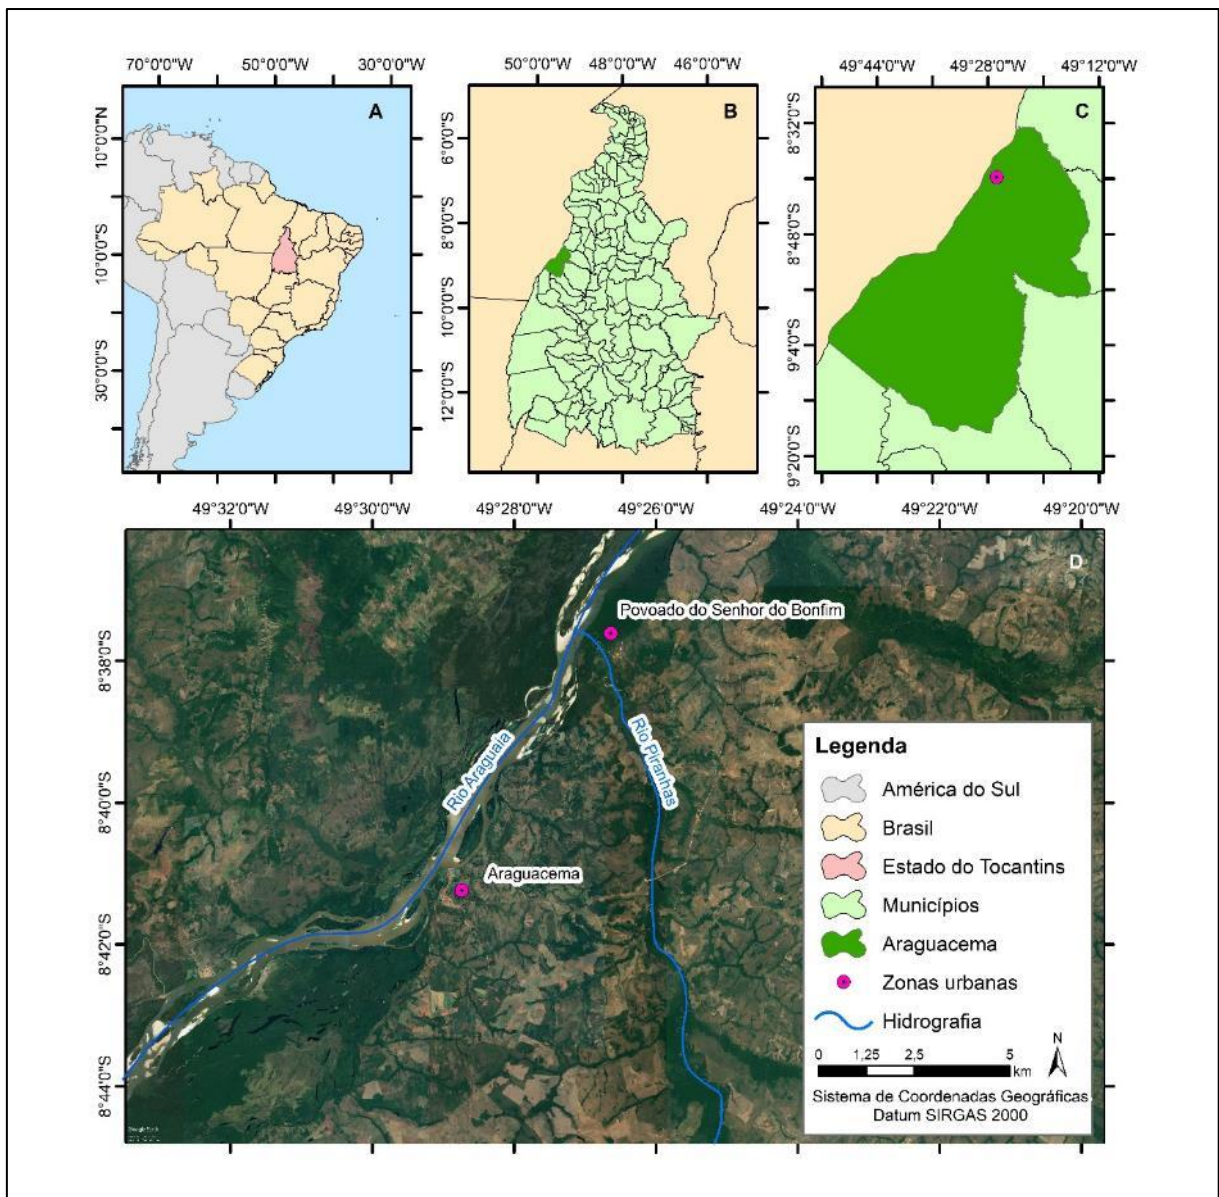 70°0'0"W 50°0'0"W 30°0'0"W
10°0'0"N
10°0'0"S
30°0'0"S
A
50°0'0"W 48°0'0"W 46°0'0"W
6°0'0"S
8°0'0"S
10°0'0"S
12°0'0"S
B
49°44'0"W 49°28'0"W 49°12'0"W
8°32'0"S
8°48'0"S
9°4'0"S
9°20'0"S
C
49°32'0"W 49°30'0"W 49°28'0"W 49°26'0"W 49°24'0"W 49°22'0"W 49°20'0"W
8°38'0"S
8°40'0"S
8°42'0"S
8°44'0"S
D
Povoado do Senhor do Bonfim
Rio Araguaia
Rio Piranhas
Araguacema
Legenda
América do Sul
Brasil
Estado do Tocantins
Municípios
Araguacema
Zonas urbanas
Hidrografia
N
0 1,25 2,5 5
km
Sistema de Coordenadas Geográficas
Datum SIRGAS 2000